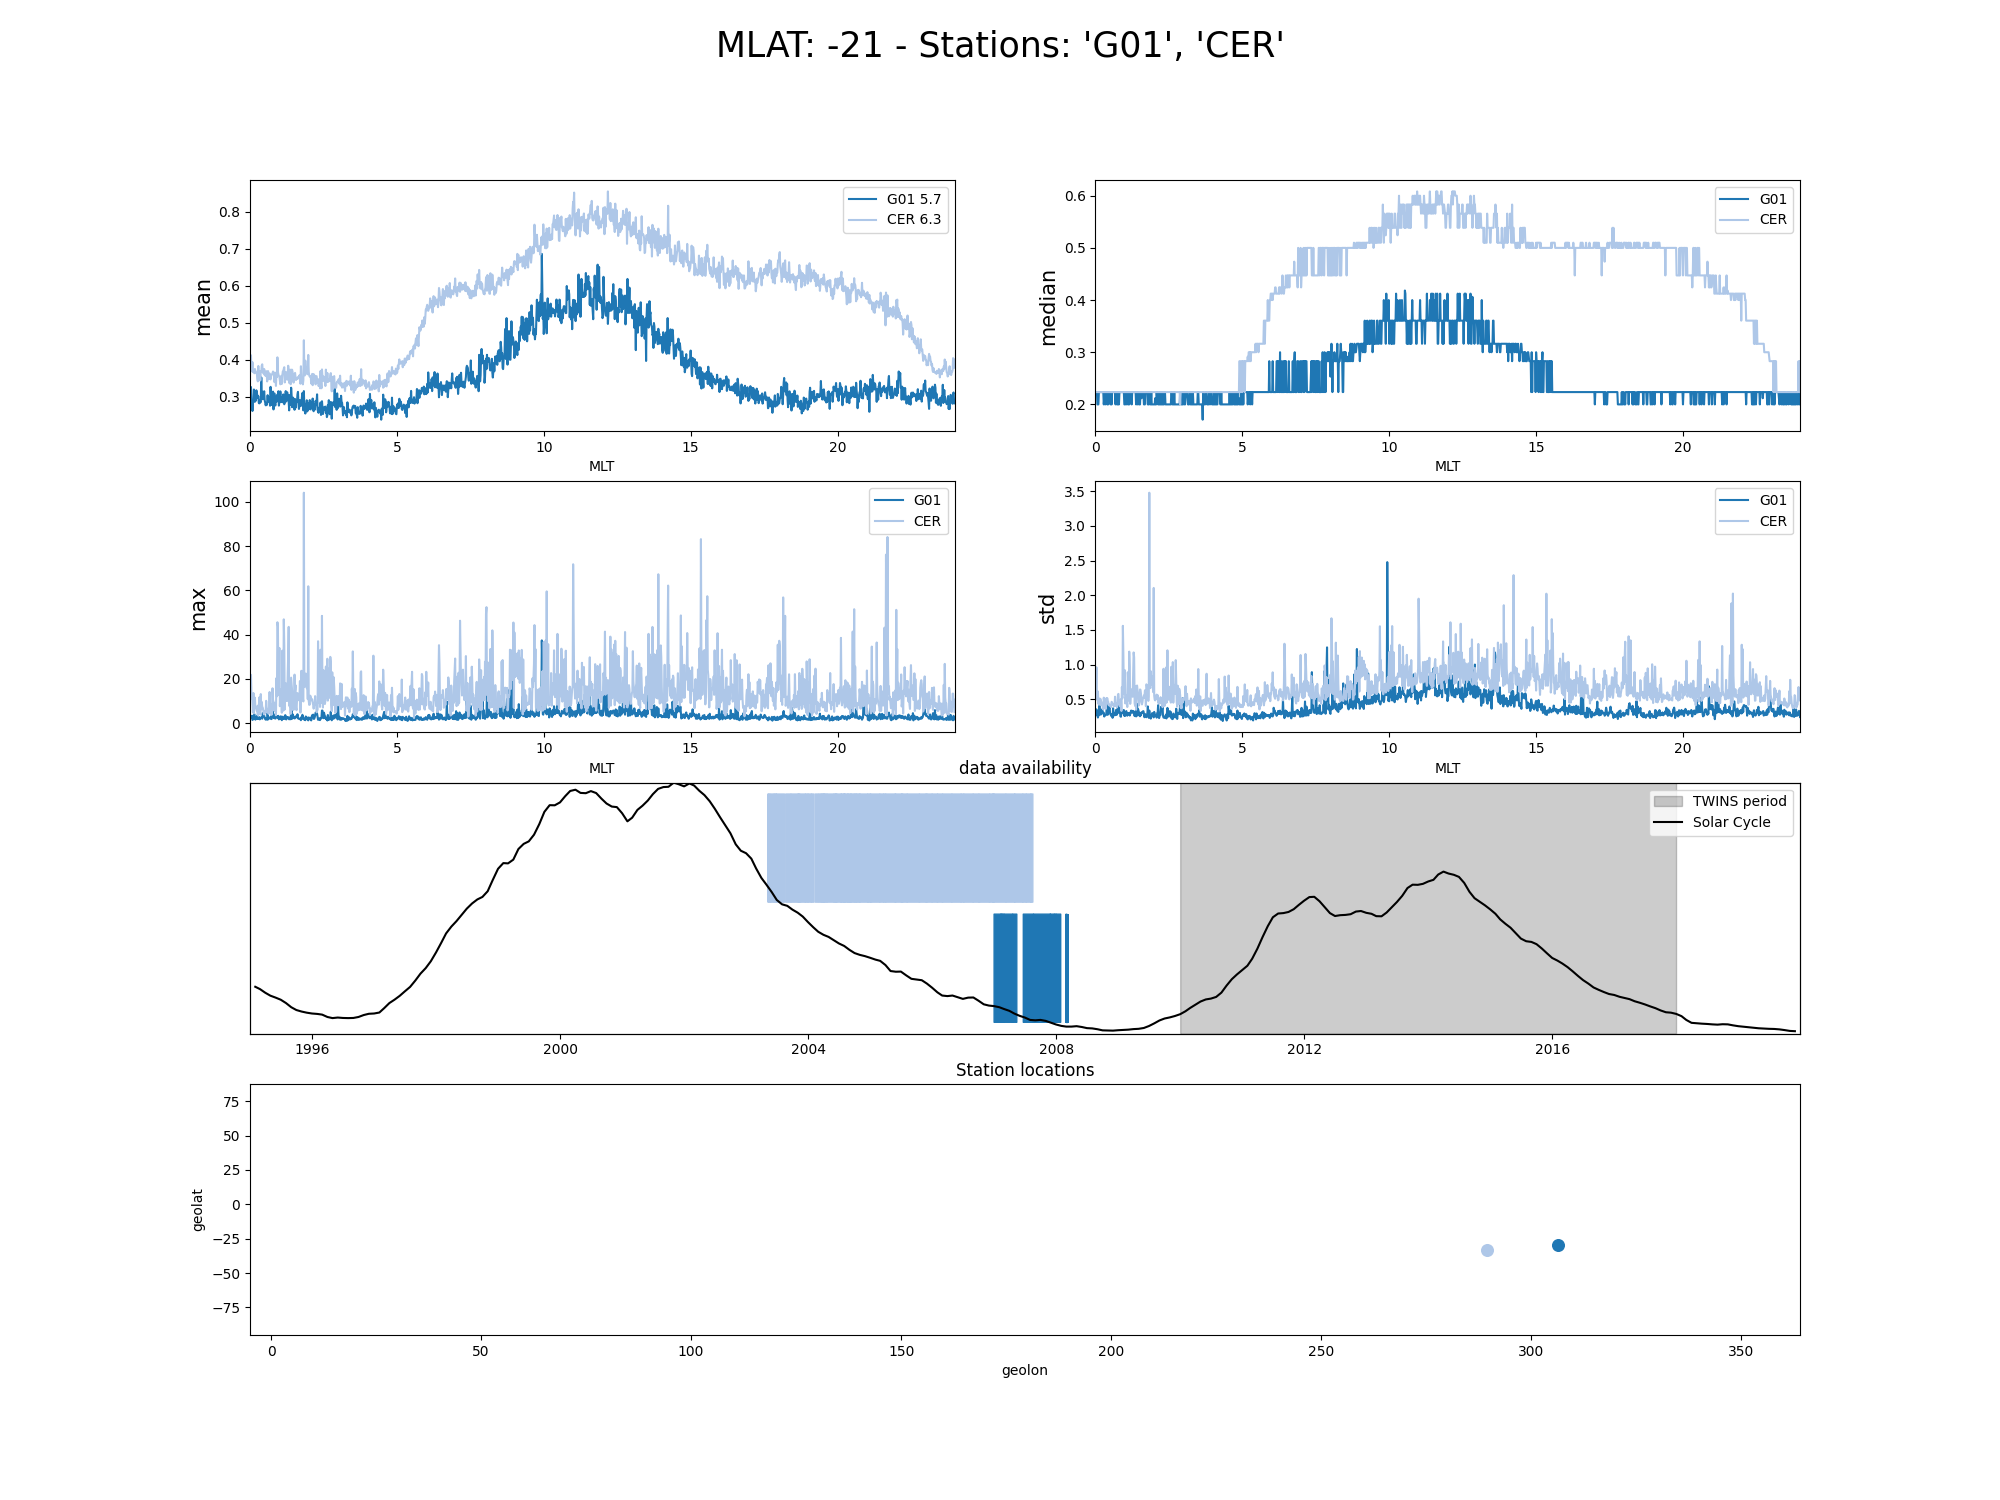 MLAT: -21 - Stations: 'G01', 'CER'
mean
0.8
0.7
0.6
0.5
0.4
0.3
0 5 10 15 20
MLT
G01 5.7
CER 6.3
median
0.6
0.5
0.4
0.3
0.2
0 5 10 15 20
MLT
G01
CER
max
100
80
60
40
20
0
0 5 10 15 20
MLT
G01
CER
std
3.5
3.0
2.5
2.0
1.5
1.0
0.5
0 5 10 15 20
MLT
G01
CER
data availability
TWINS period
Solar Cycle
1996 2000 2004 2008 2012 2016
Station locations
geolat
75
50
25
0
−25
−50
−75
0 50 100 150 200 250 300 350
geolon